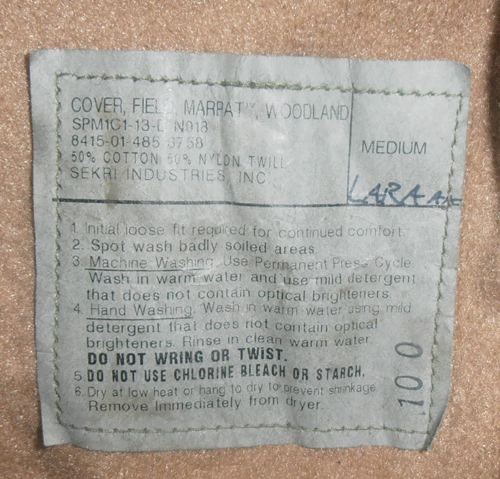 COVER, FIELD, MARPAT™, WOODLAND
SPM1C1-13-D-N018
8415-01-485
50% COTTON 50% NYLON TWILL
SEKRI INDUSTRIES, INC.
MEDIUM
LARA
1. Initial loose fit required for continued comfort.
2. Spot wash badly soiled areas.
3. Machine Washing. Use Permanent Press Cycle.
Wash in warm water and use mild detergent
that does not contain optical brighteners.
4. Hand Washing. Wash in warm water using mild
detergent that does not contain optical
brighteners. Rinse in clean warm water.
DO NOT WRING OR TWIST.
5. DO NOT USE CHLORINE BLEACH OR STARCH.
6. Dry at low heat or hang to dry to prevent shrinkage.
Remove Immediately from dryer.
100